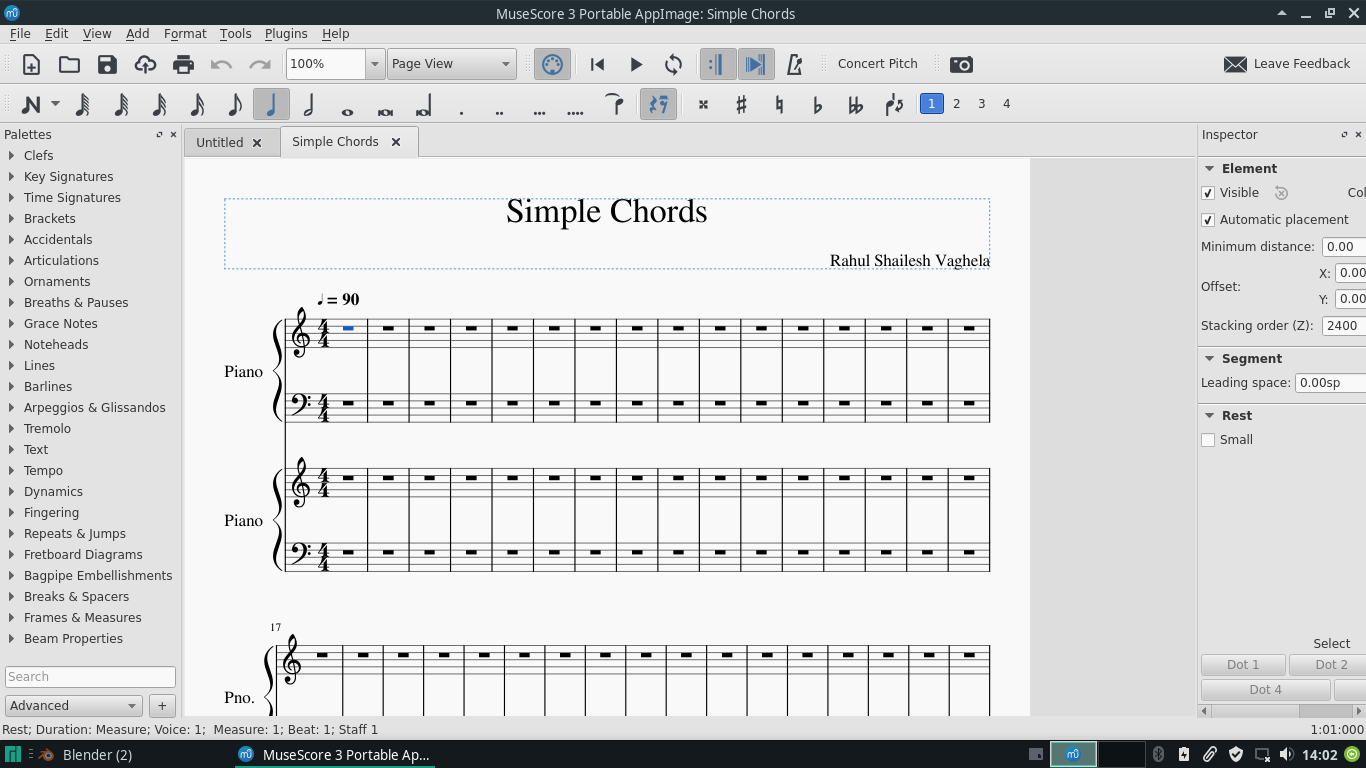 MuseScore 3 Portable AppImage: Simple Chords
File Edit View Add Format Tools Plugins Help
100% Page View Concert Pitch Leave Feedback
1 2 3 4
Palettes
Clefs
Key Signatures
Time Signatures
Brackets
Accidentals
Articulations
Ornaments
Breaths & Pauses
Grace Notes
Noteheads
Lines
Barlines
Arpeggios & Glissandos
Tremolo
Text
Tempo
Dynamics
Fingering
Repeats & Jumps
Fretboard Diagrams
Bagpipe Embellishments
Breaks & Spacers
Frames & Measures
Beam Properties
Search
Advanced +
Untitled Simple Chords
Simple Chords
Rahul Shailesh Vaghela
= 90
Piano
Piano
17
Pno.
Inspector
Element
Visible Col
Automatic placement
Minimum distance: 0.00
Offset: X: 0.00
Y: 0.00
Stacking order (Z): 2400
Segment
Leading space: 0.00sp
Rest
Small
Select
Dot 1 Dot 2
Dot 4
Rest; Duration: Measure; Voice: 1; Measure: 1; Beat: 1; Staff 1 1:01:000
Blender (2) MuseScore 3 Portable Ap... 14:02